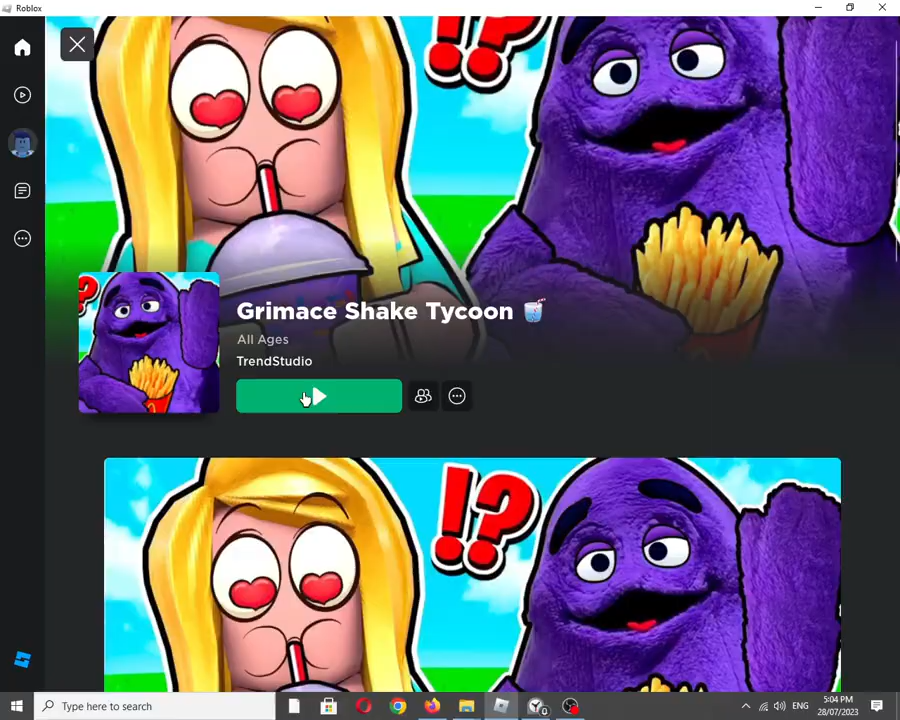 Roblox
!?
Grimace Shake Tycoon 🥤
All Ages
TrendStudio
!?
Type here to search
ENG
5:04 PM
28/07/2023